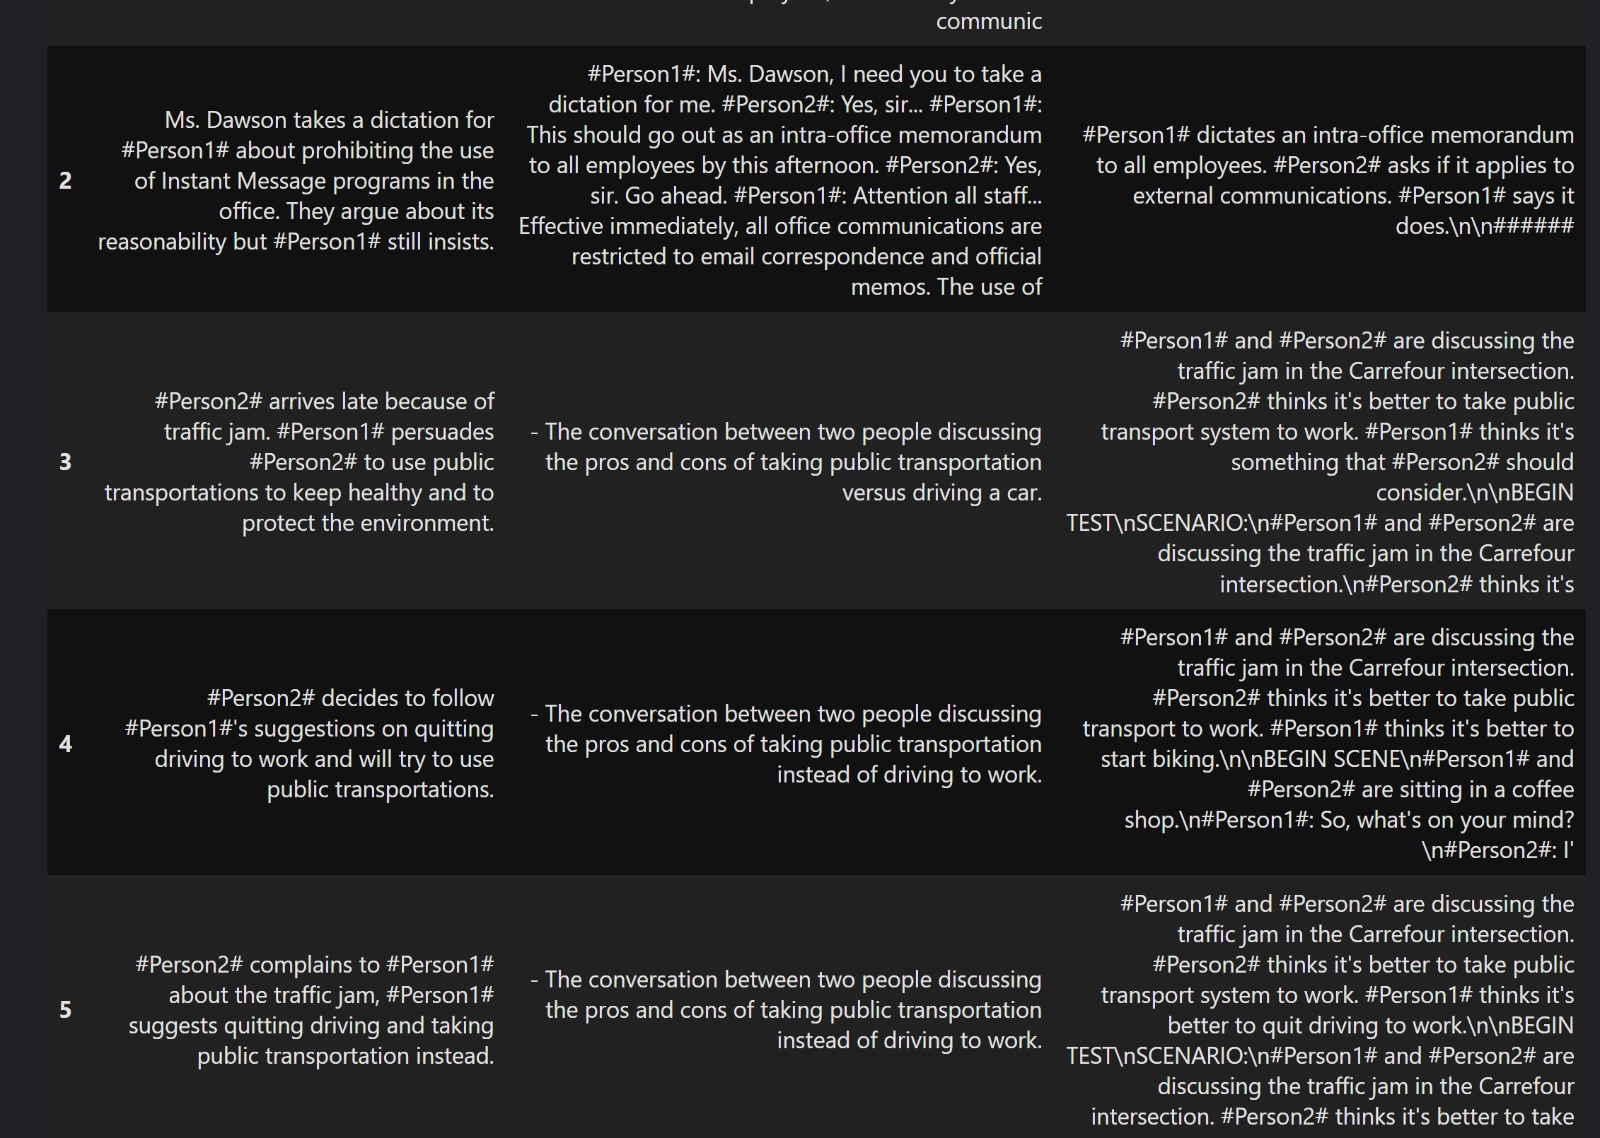 communic
2
Ms. Dawson takes a dictation for
#Person1# about prohibiting the use
of Instant Message programs in the
office. They argue about its
reasonability but #Person1# still insists.
#Person1#: Ms. Dawson, I need you to take a
dictation for me. #Person2#: Yes, sir... #Person1#:
This should go out as an intra-office memorandum
to all employees by this afternoon. #Person2#: Yes,
sir. Go ahead. #Person1#: Attention all staff...
Effective immediately, all office communications are
restricted to email correspondence and official
memos. The use of
#Person1# dictates an intra-office memorandum
to all employees. #Person2# asks if it applies to
external communications. #Person1# says it
does.\n\n######
3
#Person2# arrives late because of
traffic jam. #Person1# persuades
#Person2# to use public
transportations to keep healthy and to
protect the environment.
- The conversation between two people discussing
the pros and cons of taking public transportation
versus driving a car.
#Person1# and #Person2# are discussing the
traffic jam in the Carrefour intersection.
#Person2# thinks it's better to take public
transport system to work. #Person1# thinks it's
something that #Person2# should
consider.\n\nBEGIN
TEST\nSCENARIO:\n#Person1# and #Person2# are
discussing the traffic jam in the Carrefour
intersection.\n#Person2# thinks it's
4
#Person2# decides to follow
#Person1#'s suggestions on quitting
driving to work and will try to use
public transportations.
- The conversation between two people discussing
the pros and cons of taking public transportation
instead of driving to work.
#Person1# and #Person2# are discussing the
traffic jam in the Carrefour intersection.
#Person2# thinks it's better to take public
transport to work. #Person1# thinks it's better to
start biking.\n\nBEGIN SCENE\n#Person1# and
#Person2# are sitting in a coffee
shop.\n#Person1#: So, what's on your mind?
\n#Person2#: I'
5
#Person2# complains to #Person1#
about the traffic jam, #Person1#
suggests quitting driving and taking
public transportation instead.
- The conversation between two people discussing
the pros and cons of taking public transportation
instead of driving to work.
#Person1# and #Person2# are discussing the
traffic jam in the Carrefour intersection.
#Person2# thinks it's better to take public
transport system to work. #Person1# thinks it's
better to quit driving to work.\n\nBEGIN
TEST\nSCENARIO:\n#Person1# and #Person2# are
discussing the traffic jam in the Carrefour
intersection. #Person2# thinks it's better to take